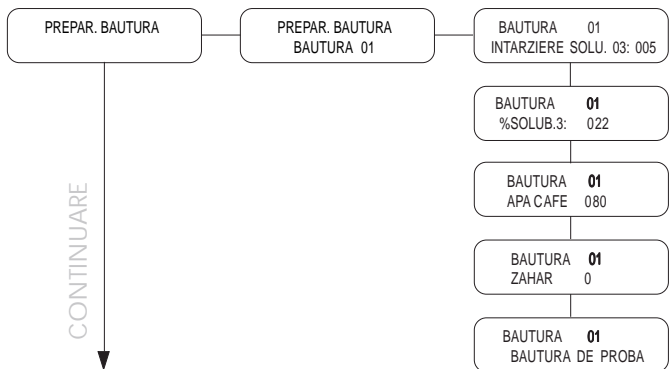 PREPAR. BAUTURA
PREPAR. BAUTURA
BAUTURA 01
BAUTURA 01
INTARZIERE SOLU. 03: 005
BAUTURA 01
%SOLUB.3: 022
BAUTURA 01
APA CAFE 080
BAUTURA 01
ZAHAR 0
BAUTURA 01
BAUTURA DE PROBA
CONTINUARE